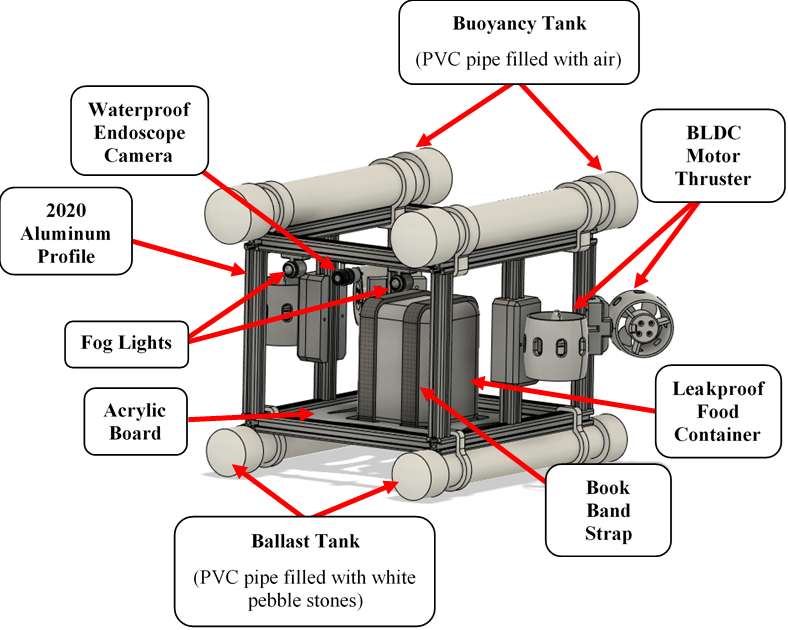 Buoyancy Tank
(PVC pipe filled with air)
Waterproof
Endoscope
Camera
BLDC
Motor
Thruster
2020
Aluminum
Profile
Fog Lights
Acrylic
Board
Leakproof
Food
Container
Book
Band
Strap
Ballast Tank
(PVC pipe filled with white
pebble stones)